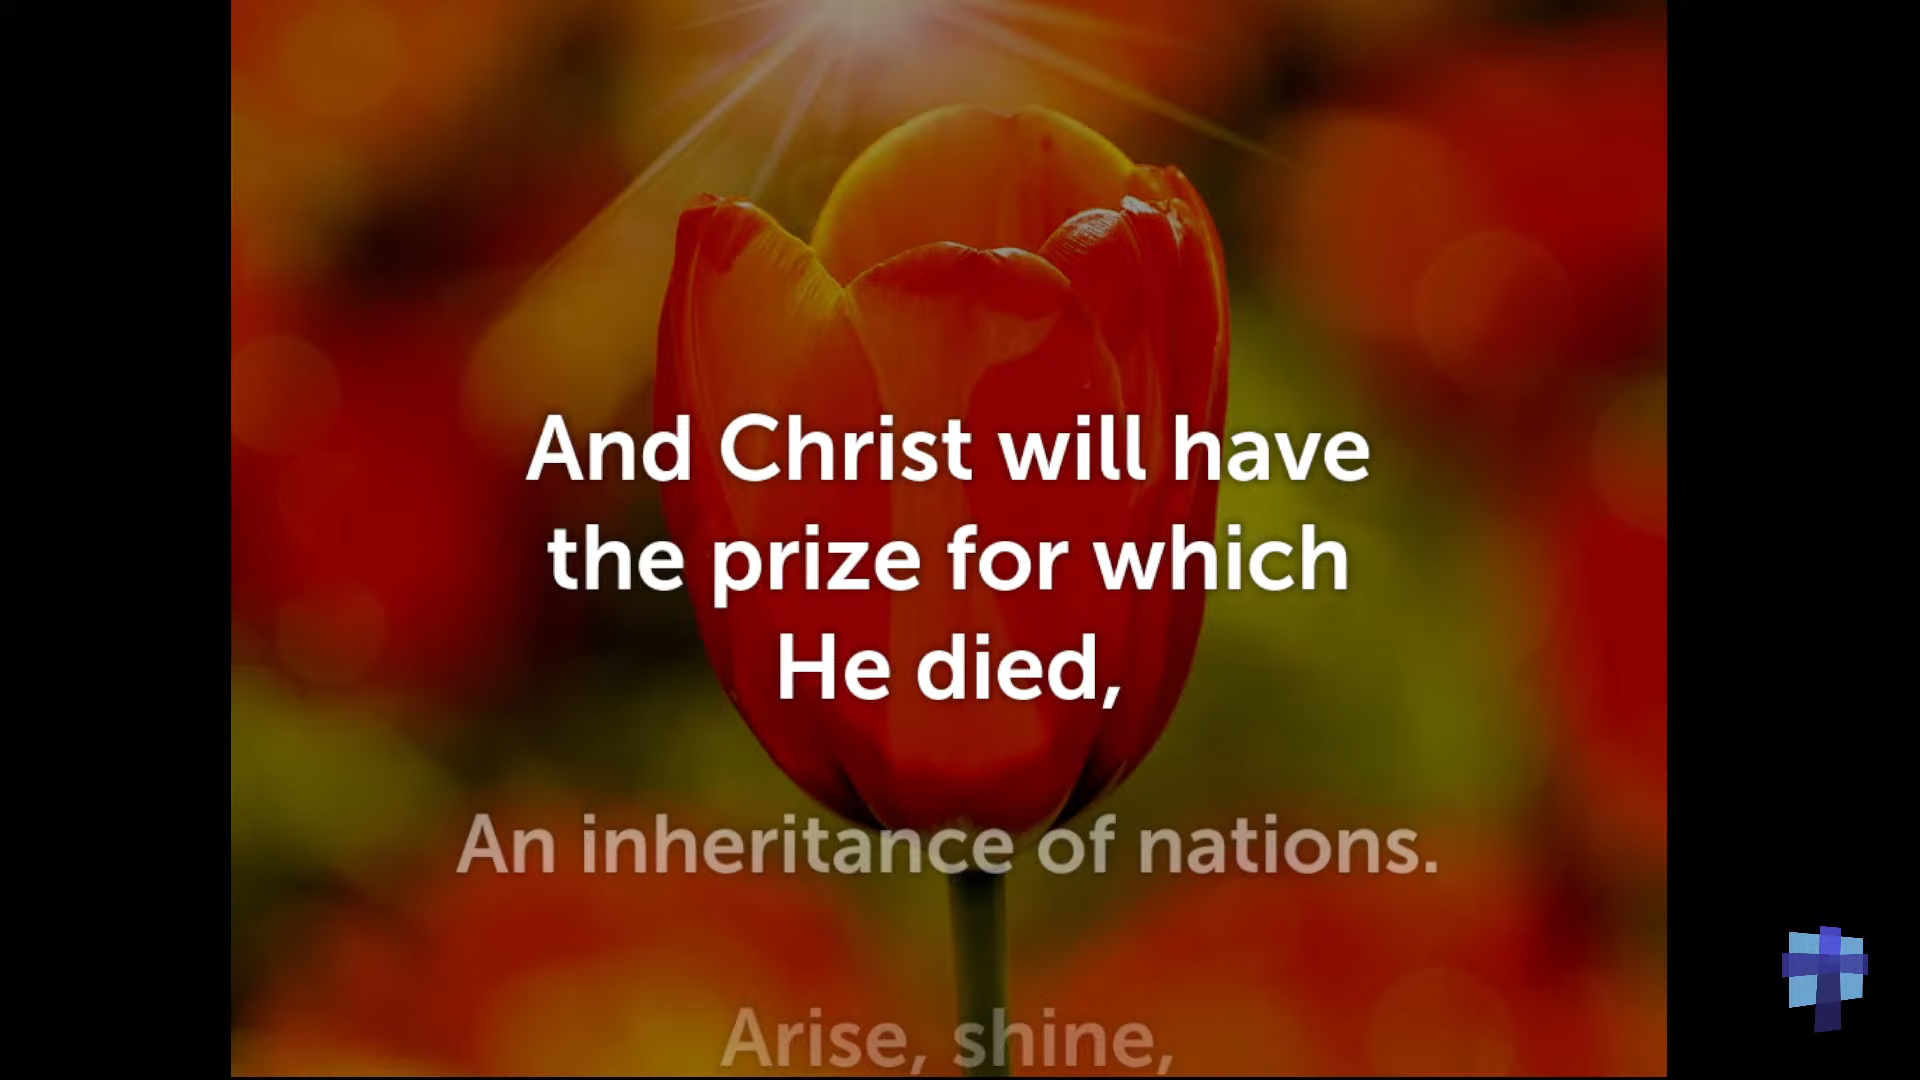 And Christ will have
the prize for which
He died,
An inheritance of nations.
Arise, shine,